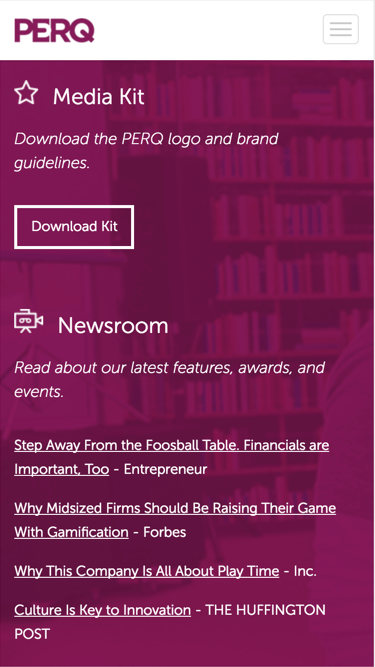 PERQ
Media Kit
Download the PERQ logo and brand
guidelines.
Download Kit
Newsroom
Read about our latest features, awards, and
events.
Step Away From the Foosball Table. Financials are
Important, Too - Entrepreneur
Why Midsized Firms Should Be Raising Their Game
With Gamification - Forbes
Why This Company Is All About Play Time - Inc.
Culture Is Key to Innovation - THE HUFFINGTON
POST